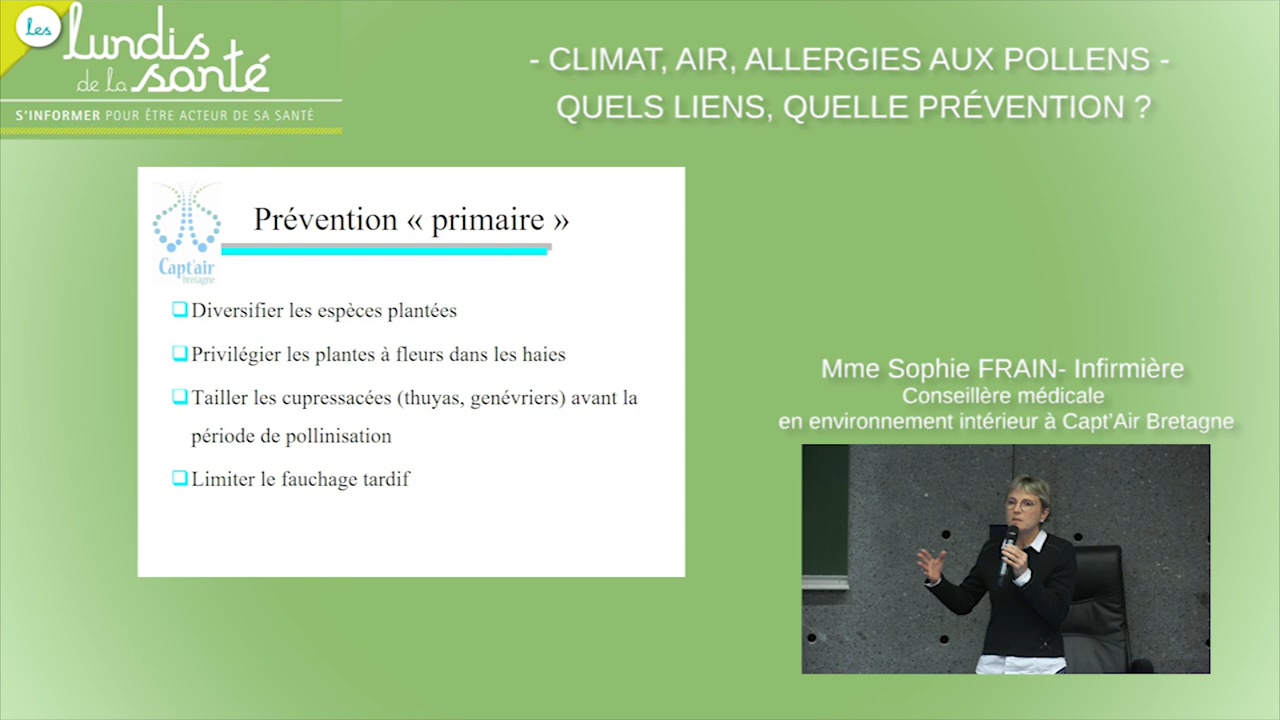 Les
lundis
de la santé
S'INFORMER POUR ÊTRE ACTEUR DE SA SANTÉ
- CLIMAT, AIR, ALLERGIES AUX POLLENS -
QUELS LIENS, QUELLE PRÉVENTION ?
Capt'air
bretagne
Prévention « primaire »
Diversifier les espèces plantées
Privilégier les plantes à fleurs dans les haies
Tailler les cupressacées (thuyas, genévriers) avant la
période de pollinisation
Limiter le fauchage tardif
Mme Sophie FRAIN- Infirmière
Conseillère médicale
en environnement intérieur à Capt'Air Bretagne